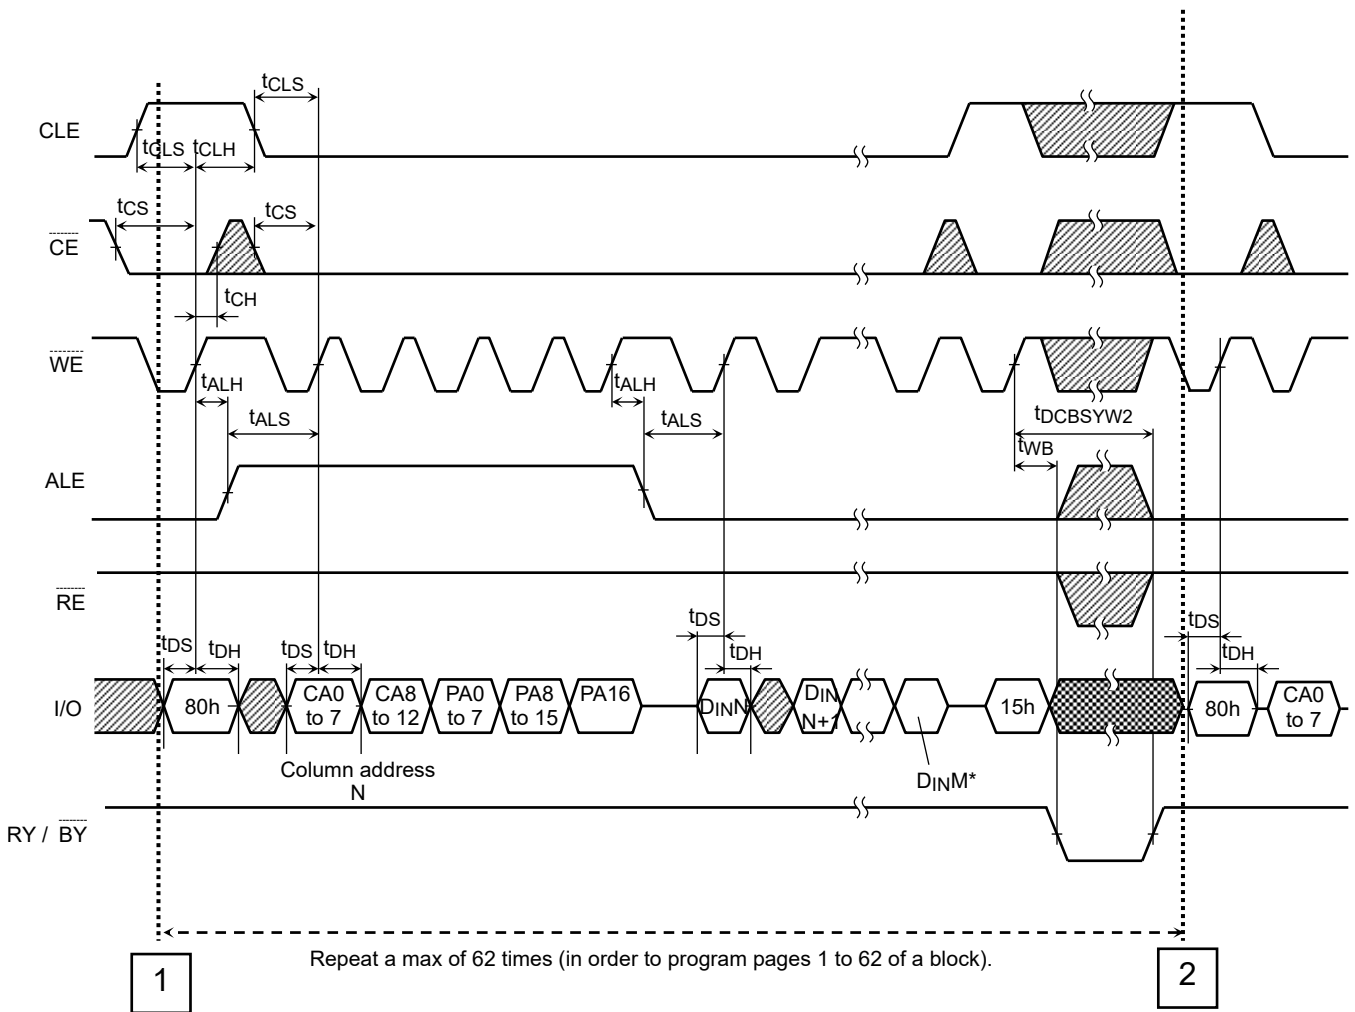 tCLS
CLE
tCLS tCLH
tCS
tCS
CE
tCH
WE
tALH
tALH
tALS
tALS
tDCBSYW2
tWB
ALE
RE
tDS
tDH
tDS
tDH
tDS
tDH
tDS
tDH
I/O
80h
CA0
to 7
CA8
to 12
PA0
to 7
PA8
to 15
PA16
DINN
DIN
N+1
15h
80h
CA0
to 7
Column address
N
DINM*
RY / BY
Repeat a max of 62 times (in order to program pages 1 to 62 of a block).
1
2